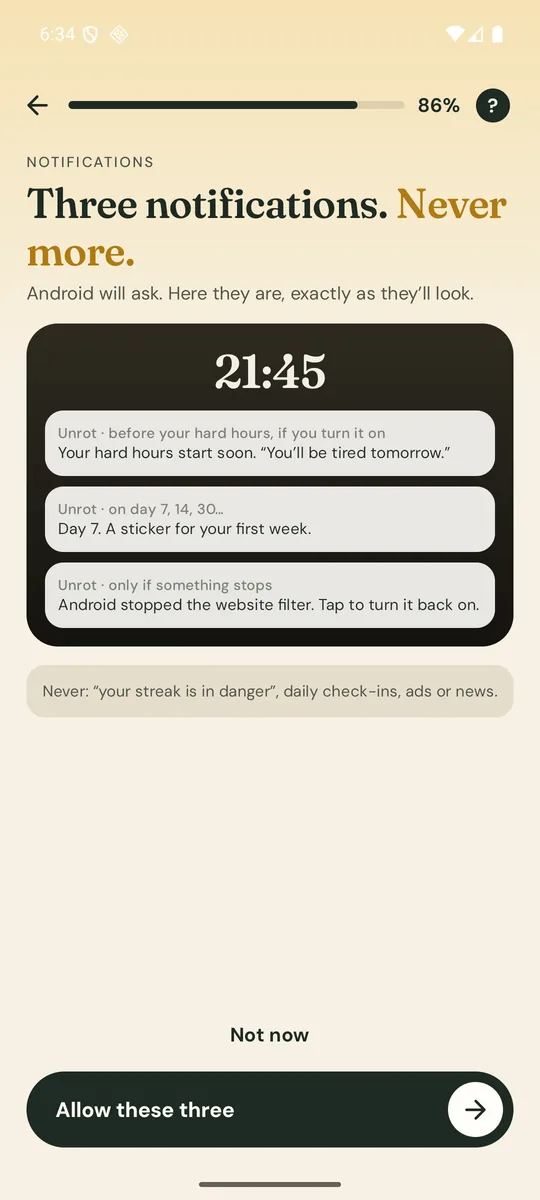 6:34
86%
?
NOTIFICATIONS
Three notifications. Never
more.
Android will ask. Here they are, exactly as they’ll look.
21:45
Unrot · before your hard hours, if you turn it on
Your hard hours start soon. “You’ll be tired tomorrow.”
Unrot · on day 7, 14, 30…
Day 7. A sticker for your first week.
Unrot · only if something stops
Android stopped the website filter. Tap to turn it back on.
Never: “your streak is in danger”, daily check-ins, ads or news.
Not now
Allow these three